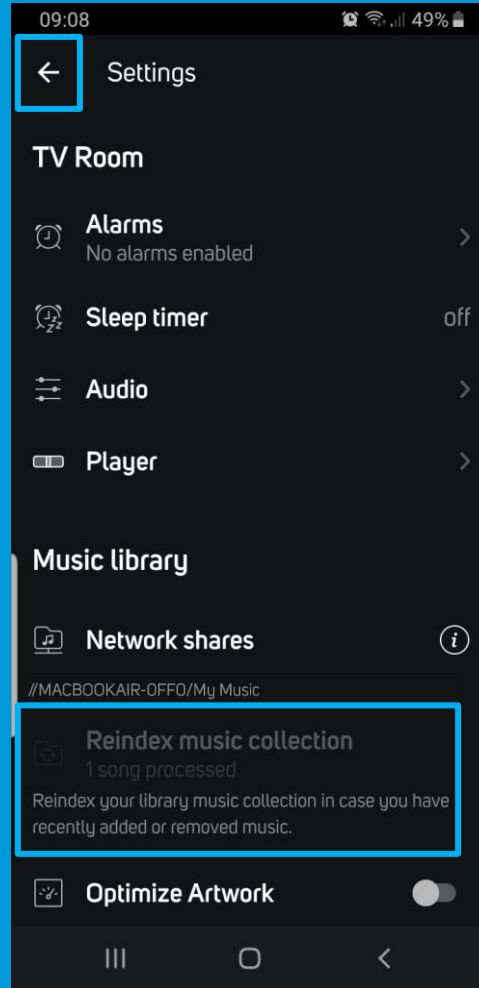 09:08 49%
Settings
TV Room
Alarms
No alarms enabled
Sleep timer off
Audio
Player
Music library
Network shares
//MACBOOKAIR-0FF0/My Music
Reindex music collection
1 song processed
Reindex your library music collection in case you have
recently added or removed music.
Optimize Artwork